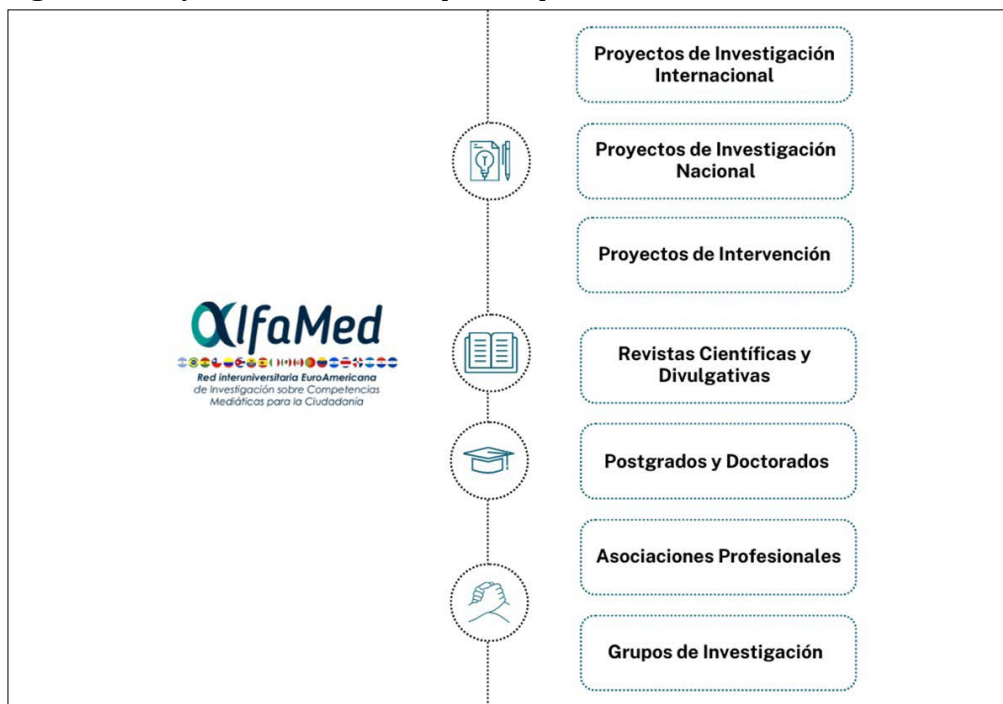 AlfaMed
Red interuniversitaria EuroAmericana
de Investigación sobre Competencias
Mediáticas para la Ciudadanía
Proyectos de Investigación
Internacional
Proyectos de Investigación
Nacional
Proyectos de Intervención
Revistas Científicas y
Divulgativas
Postgrados y Doctorados
Asociaciones Profesionales
Grupos de Investigación